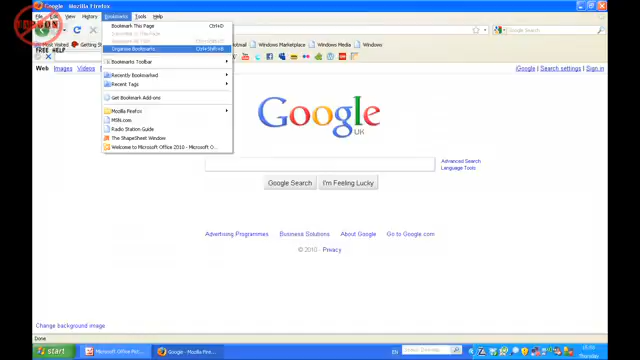 Google - Mozilla Firefox
File Edit View History Bookmarks Tools Help
Bookmark This Page Ctrl+D
Organise Bookmarks... Ctrl+Shift+B
Bookmarks Toolbar
Recently Bookmarked
Recent Tags
Get Bookmark Add-ons
Mozilla Firefox
MSN.com
Radio Station Guide
The ShapeSheet Window
Welcome to Microsoft Office 2010 - Microsoft O...
Most Visited Getting St Hotmail Windows Marketplace Windows Media Windows
FREE HELP
Web Images Videos
iGoogle | Search settings | Sign in
Google
UK
Advanced Search
Language Tools
Google Search I'm Feeling Lucky
Advertising Programmes Business Solutions About Google Go to Google.com
© 2010 - Privacy
Change background image
Done
start Microsoft Office Google - Mozilla Fire... EN
Thursday